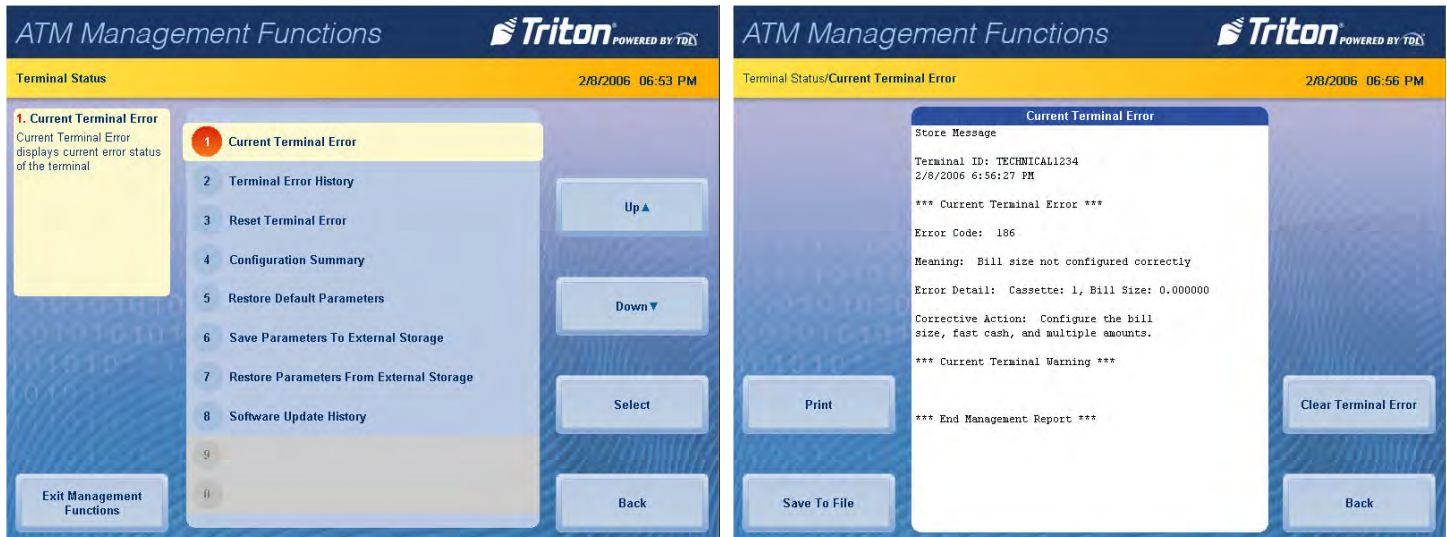 ATM Management Functions
Triton POWERED BY TDL
Terminal Status
2/8/2006 06:53 PM
1. Current Terminal Error
Current Terminal Error
displays current error status
of the terminal
1 Current Terminal Error
2 Terminal Error History
3 Reset Terminal Error
4 Configuration Summary
5 Restore Default Parameters
6 Save Parameters To External Storage
7 Restore Parameters From External Storage
8 Software Update History
9
0
Up▲
Down▼
Select
Back
Exit Management
Functions
ATM Management Functions
Triton POWERED BY TDL
Terminal Status/Current Terminal Error
2/8/2006 06:56 PM
Current Terminal Error
Store Message
Terminal ID: TECHNICAL1234
2/8/2006 6:56:27 PM
*** Current Terminal Error ***
Error Code: 186
Meaning: Bill size not configured correctly
Error Detail: Cassette: 1, Bill Size: 0.000000
Corrective Action: Configure the bill
size, fast cash, and multiple amounts.
*** Current Terminal Warning ***
*** End Management Report ***
Print
Save To File
Clear Terminal Error
Back